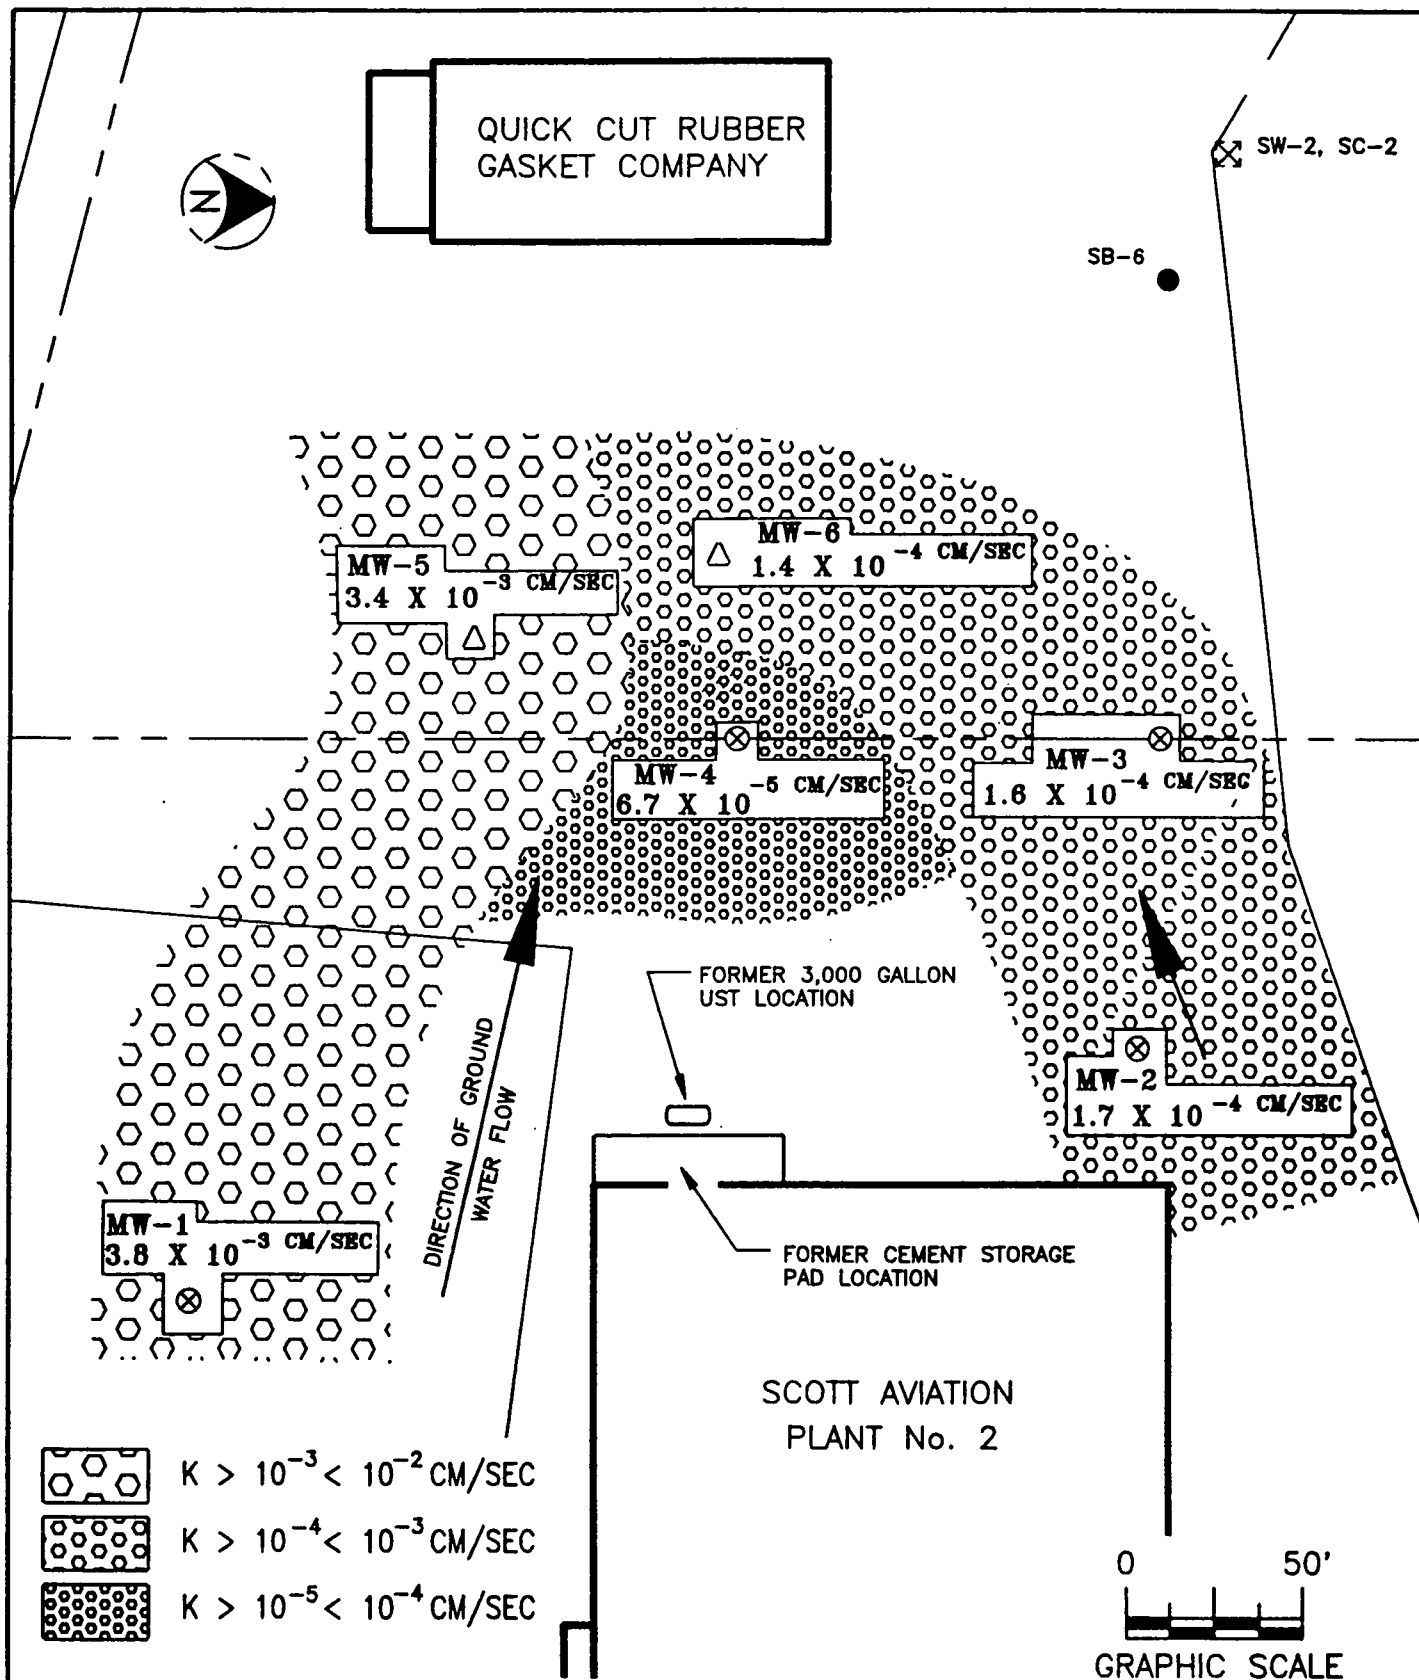 QUICK CUT RUBBER
GASKET COMPANY
N
SW-2, SC-2
SB-6
MW-6
1.4 X 10⁻⁴ CM/SEC
MW-5
3.4 X 10⁻³ CM/SEC
MW-4
6.7 X 10⁻⁵ CM/SEC
MW-3
1.6 X 10⁻⁴ CM/SEC
FORMER 3,000 GALLON
UST LOCATION
DIRECTION OF GROUND
WATER FLOW
MW-2
1.7 X 10⁻⁴ CM/SEC
MW-1
3.8 X 10⁻³ CM/SEC
FORMER CEMENT STORAGE
PAD LOCATION
SCOTT AVIATION
PLANT No. 2
K > 10⁻³ < 10⁻² CM/SEC
K > 10⁻⁴ < 10⁻³ CM/SEC
K > 10⁻⁵ < 10⁻⁴ CM/SEC
0 50'
GRAPHIC SCALE